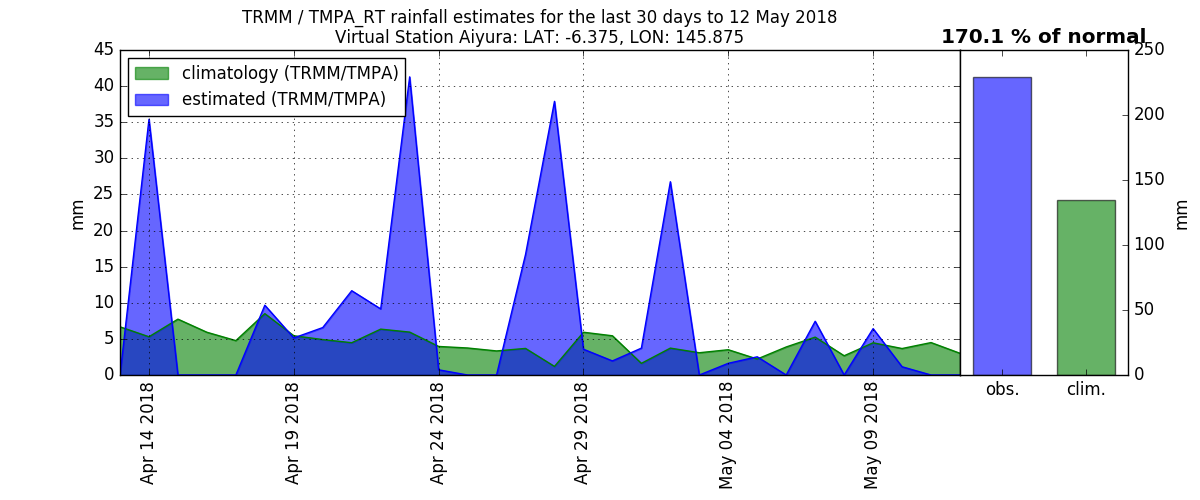 TRMM / TMPA_RT rainfall estimates for the last 30 days to 12 May 2018
Virtual Station Aiyura: LAT: -6.375, LON: 145.875
170.1 % of normal
climatology (TRMM/TMPA)
estimated (TRMM/TMPA)
mm
45
40
35
30
25
20
15
10
5
0
Apr 14 2018
Apr 19 2018
Apr 24 2018
Apr 29 2018
May 04 2018
May 09 2018
250
200
150
100
50
0
mm
obs.
clim.